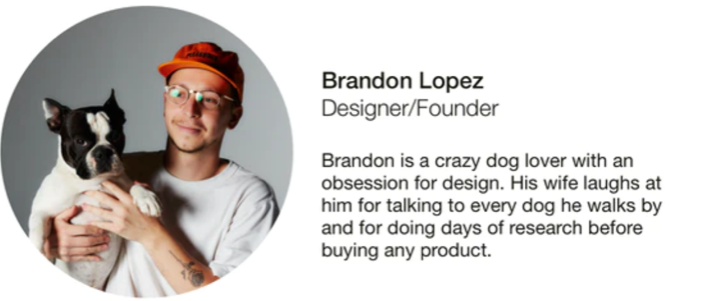 Brandon Lopez
Designer/Founder
Brandon is a crazy dog lover with an
obsession for design. His wife laughs at
him for talking to every dog he walks by
and for doing days of research before
buying any product.